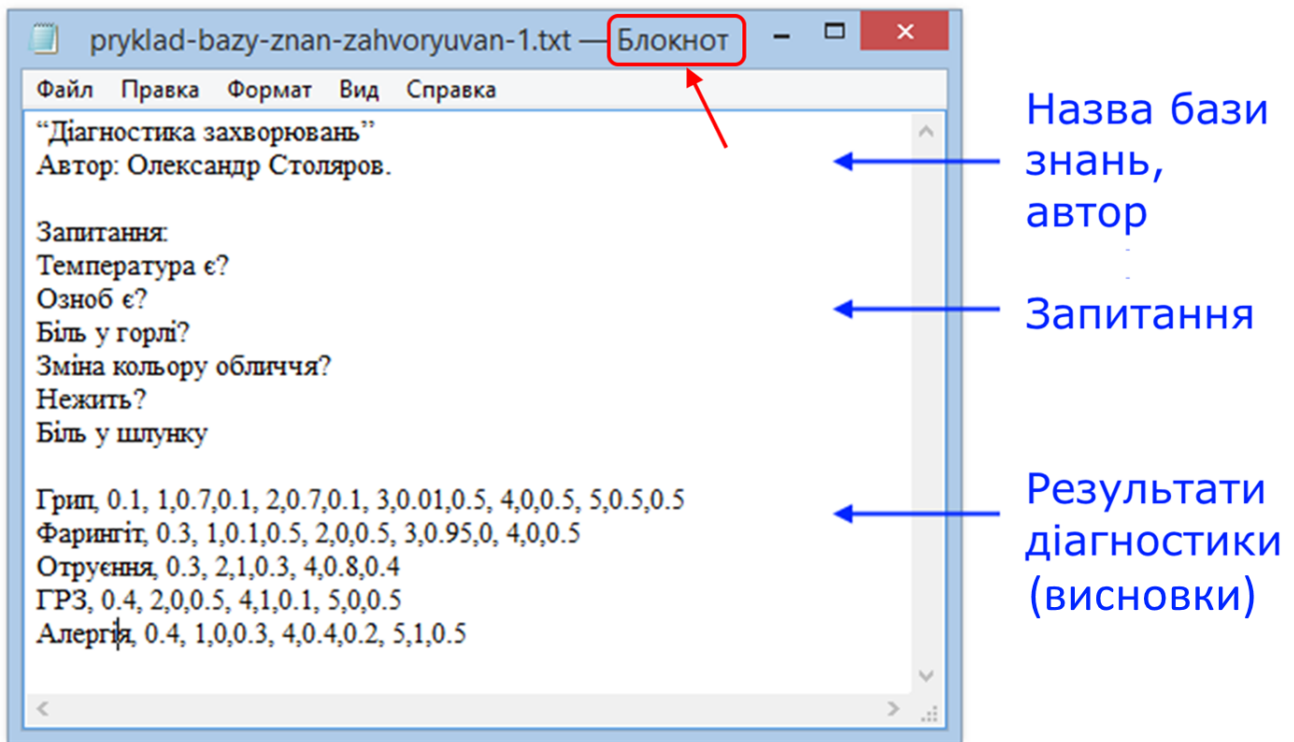 pryklad-bazy-znan-zahvoryuvan-1.txt — Блокнот
Файл Правка Формат Вид Справка
“Діагностика захворювань”
Автор: Олександр Столяров.
Запитання:
Температура є?
Озноб є?
Біль у горлі?
Зміна кольору обличчя?
Нежить?
Біль у шлунку
Грип, 0.1, 1,0.7,0.1, 2,0.7,0.1, 3,0.01,0.5, 4,0,0.5, 5,0.5,0.5
Фарингіт, 0.3, 1,0.1,0.5, 2,0,0.5, 3,0.95,0, 4,0,0.5
Отруєння, 0.3, 2,1,0.3, 4,0.8,0.4
ГРЗ, 0.4, 2,0,0.5, 4,1,0.1, 5,0,0.5
Алергія, 0.4, 1,0,0.3, 4,0.4,0.2, 5,1,0.5
Назва бази
знань,
автор
Запитання
Результати
діагностики
(висновки)